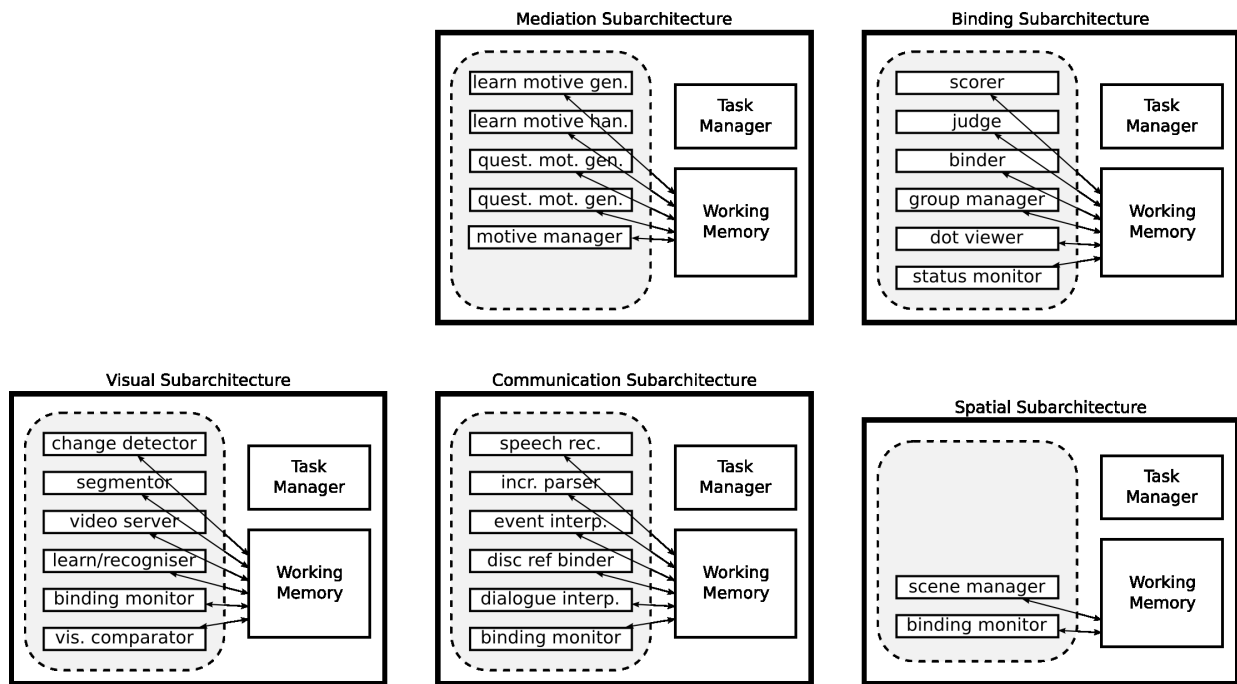 Mediation Subarchitecture
learn motive gen.
learn motive han.
quest. mot. gen.
quest. mot. gen.
motive manager
Task
Manager
Working
Memory
Binding Subarchitecture
scorer
judge
binder
group manager
dot viewer
status monitor
Task
Manager
Working
Memory
Visual Subarchitecture
change detector
segmentor
video server
learn/recogniser
binding monitor
vis. comparator
Task
Manager
Working
Memory
Communication Subarchitecture
speech rec.
incr. parser
event interp.
disc ref binder
dialogue interp.
binding monitor
Task
Manager
Working
Memory
Spatial Subarchitecture
scene manager
binding monitor
Task
Manager
Working
Memory